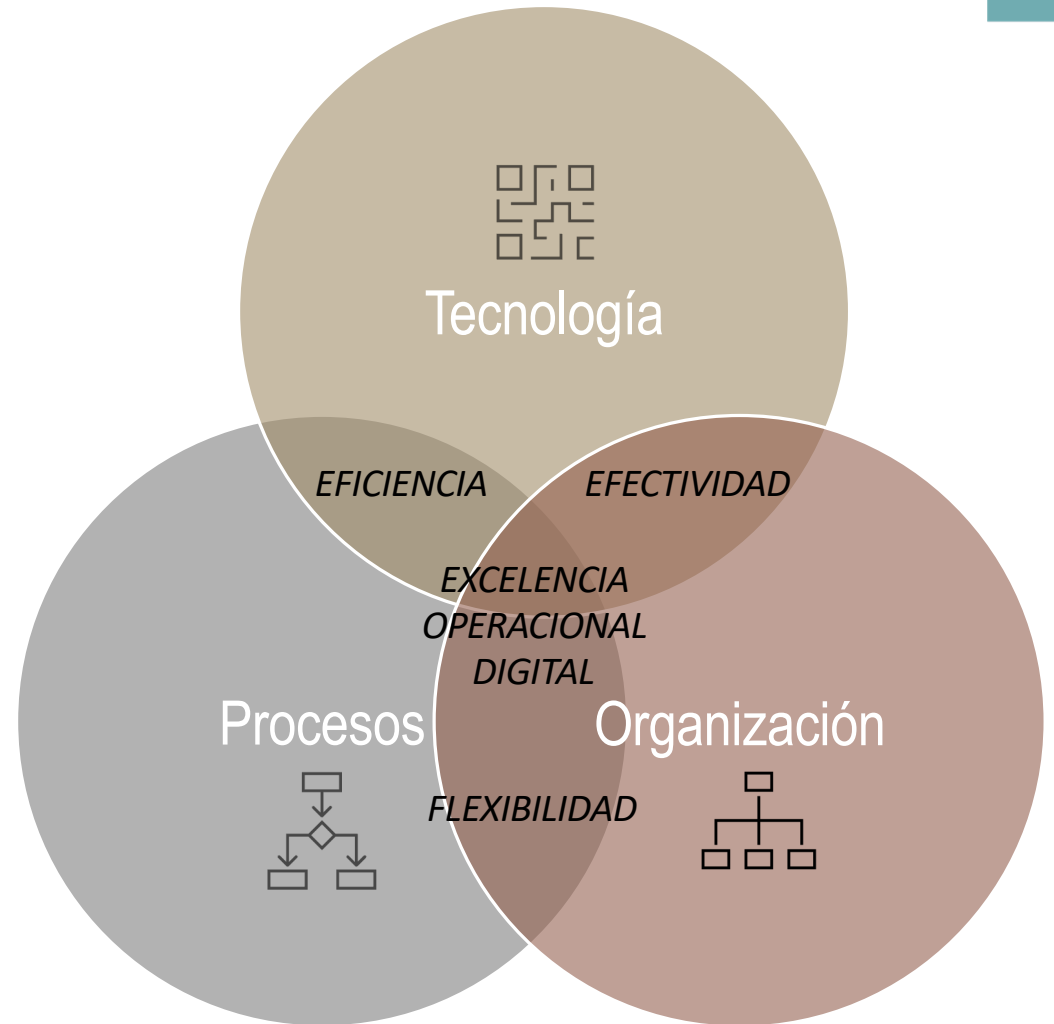 Tecnología
EFICIENCIA
EFECTIVIDAD
EXCELENCIA
OPERACIONAL
DIGITAL
Procesos
Organización
FLEXIBILIDAD